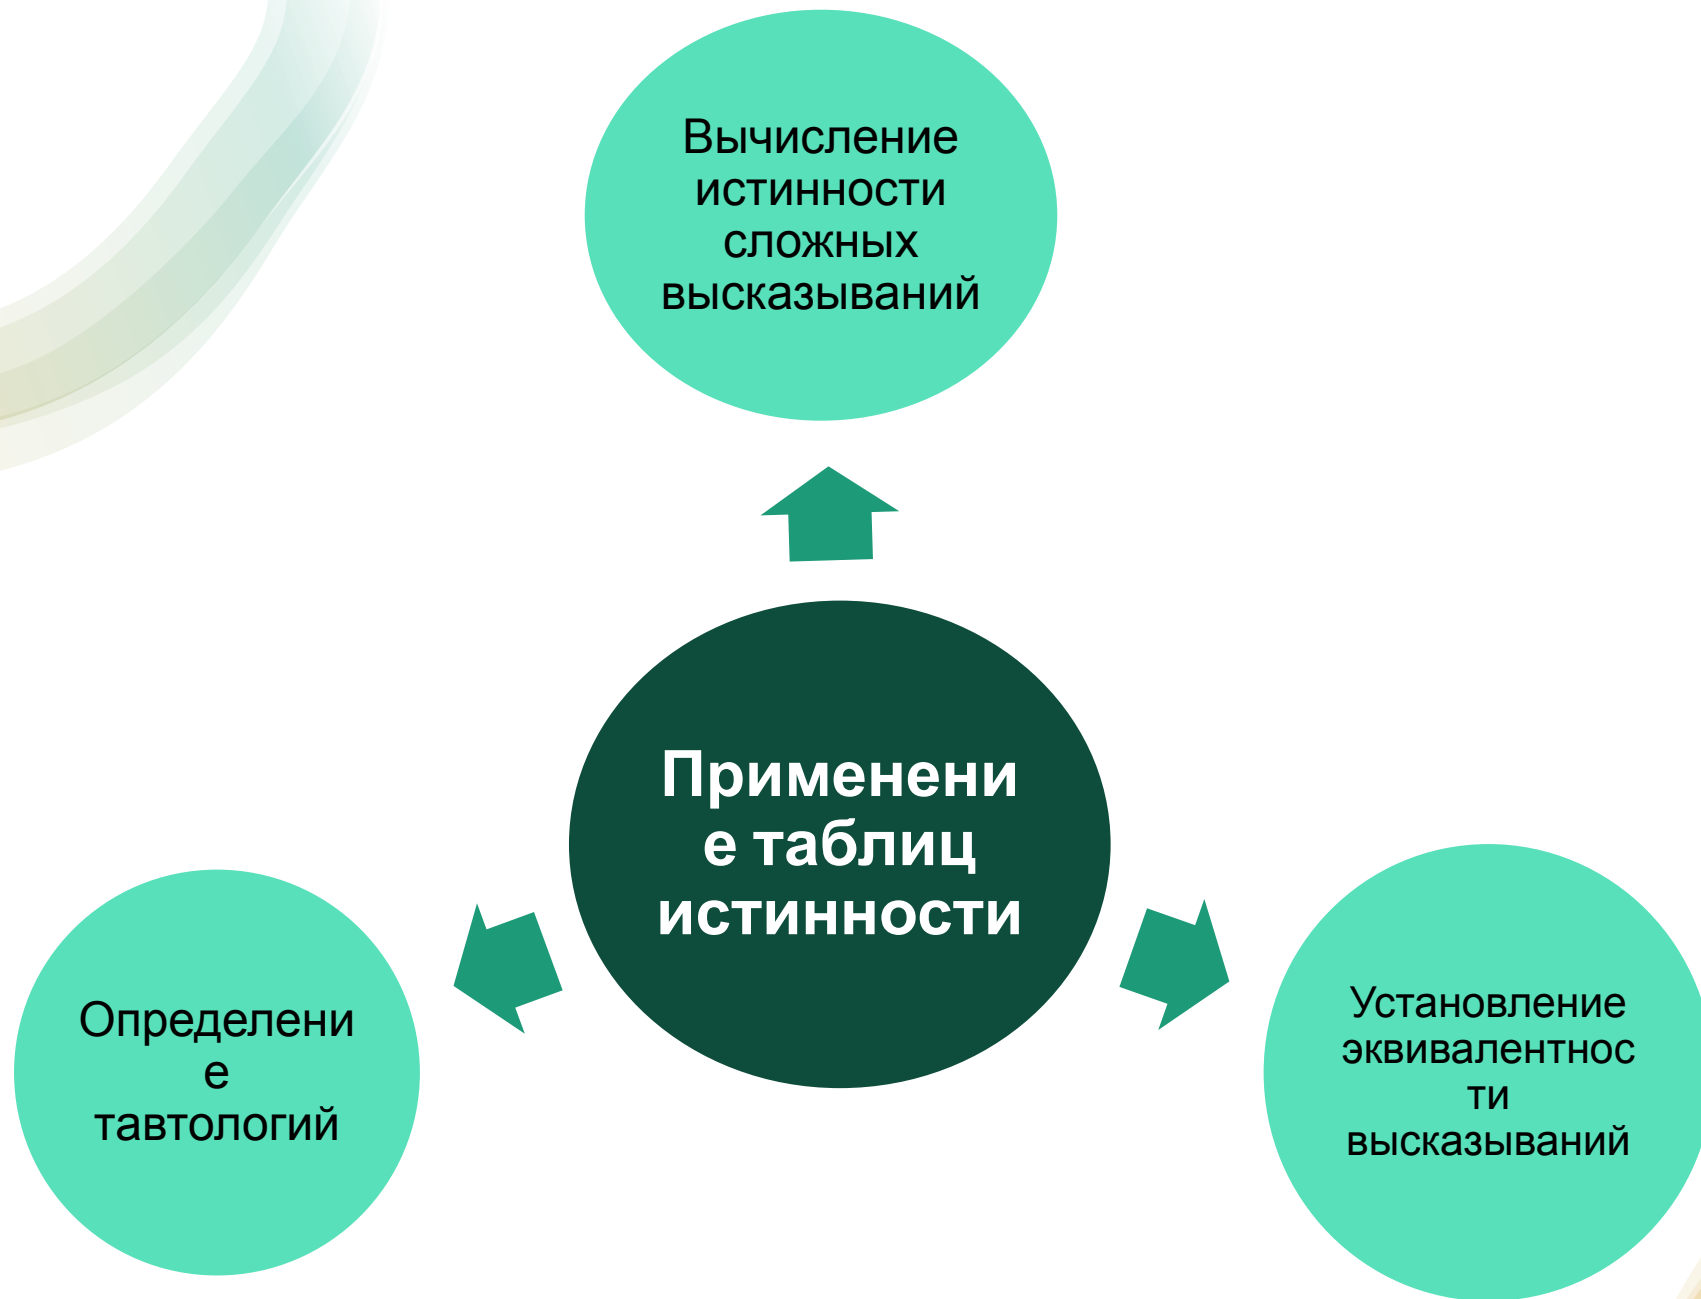 Вычисление
истинности
сложных
высказываний
Применени
е таблиц
истинности
Определени
е
тавтологий
Установление
эквивалентнос
ти
высказываний